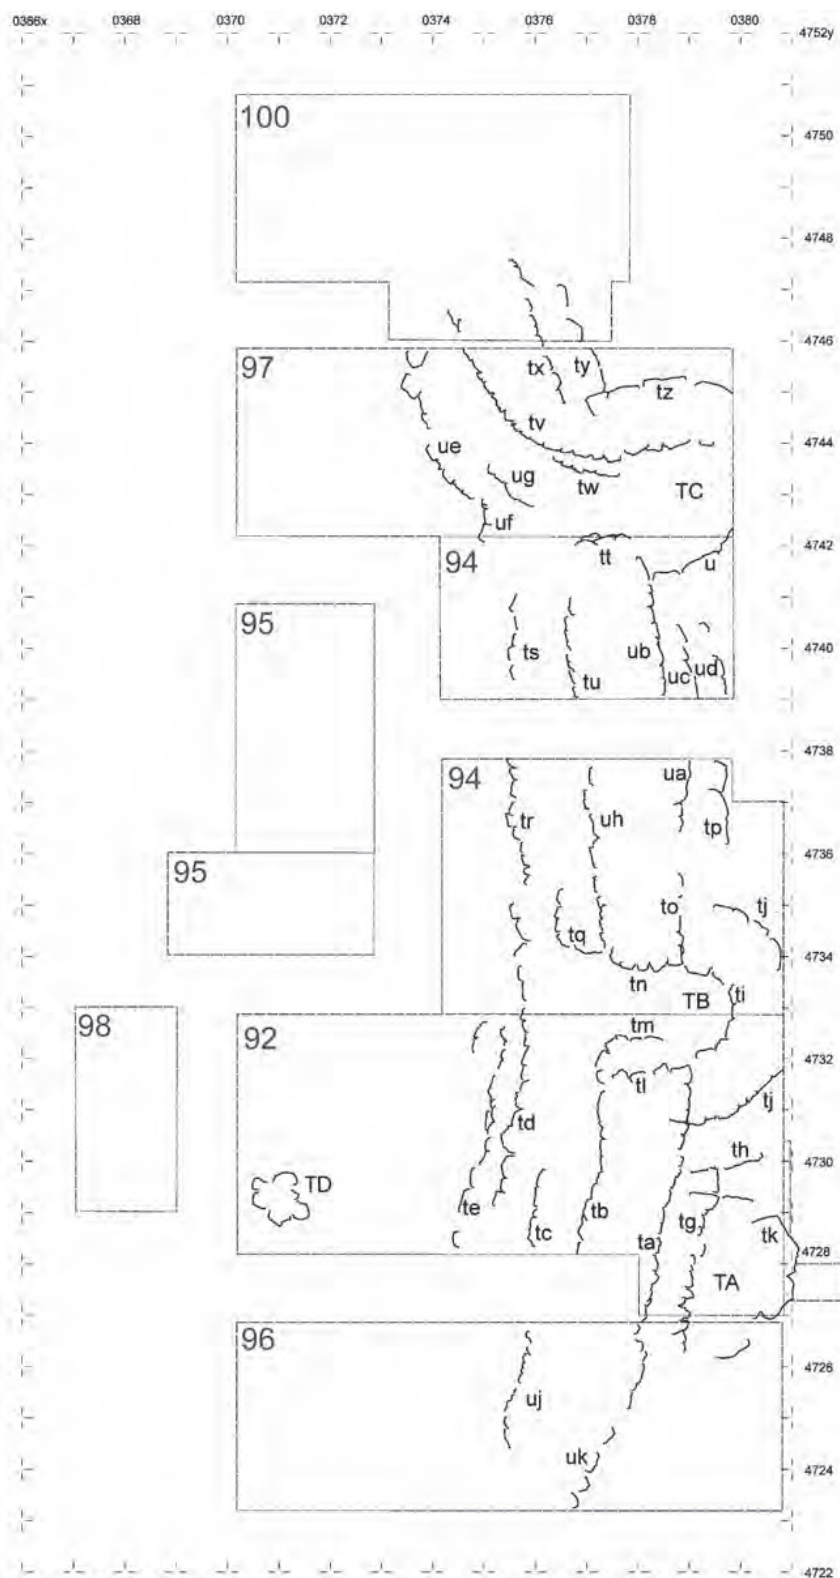 0366x 0368 0370 0372 0374 0376 0378 0380 4752y
100
4750
4748
4746
97
tx ty tz
tv
4744
ue
ug
tw
TC
uf
4742
94
tt
u
95
ts
ub
4740
ud
uc
tu
4738
94
ua
tr
uh
tp
4736
95
to
tj
tq
4734
tn
TB
ti
98
92
tm
4732
tl
tj
td
th
4730
TD
te
tc
tb
tg
ta
tk
4728
TA
96
4726
uj
uk
4724
4722